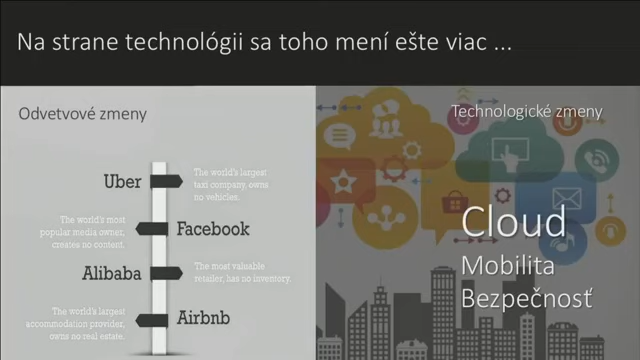 Na strane technológii sa toho mení ešte viac ...
Odvetvové zmeny
Technologické zmeny
Uber
The world's largest
taxi company, owns
no vehicles.
The world's most
popular media owner,
creates no content.
Facebook
Alibaba
The most valuable
retailer, has no inventory.
The world's largest
accommodation provider,
owns no real estate.
Airbnb
Cloud
Mobilita
Bezpečnosť